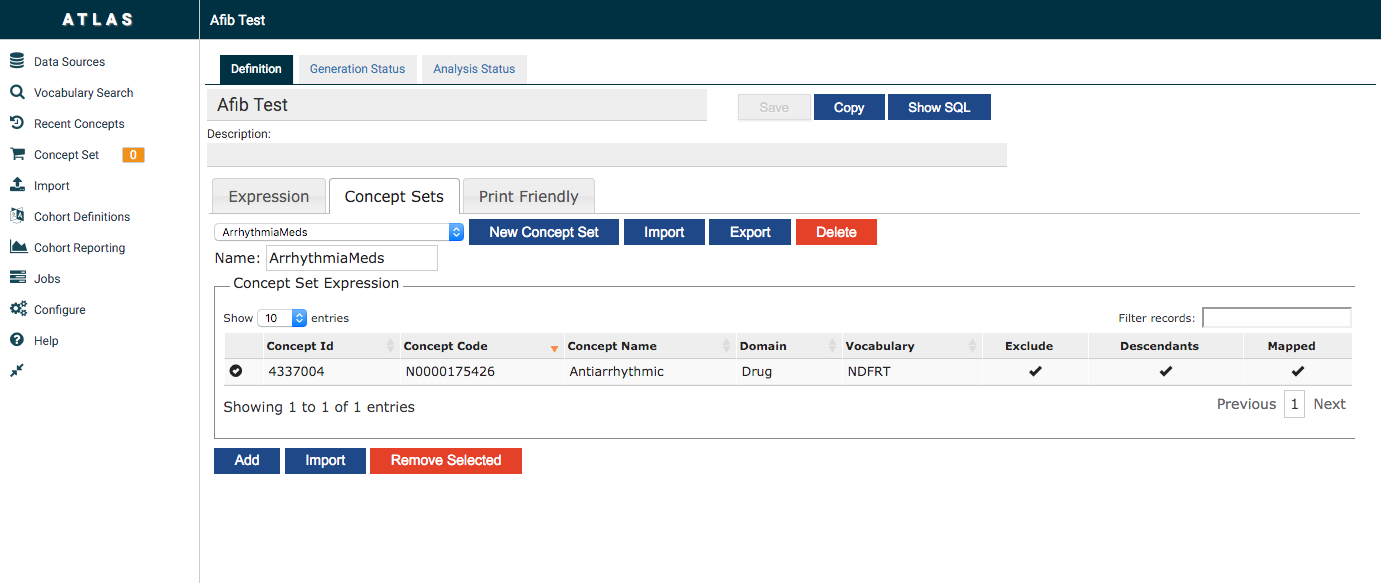 ATLAS
Afib Test
Data Sources
Vocabulary Search
Recent Concepts
Concept Set 0
Import
Cohort Definitions
Cohort Reporting
Jobs
Configure
Help
Definition Generation Status Analysis Status
Afib Test Save Copy Show SQL
Description:
Expression Concept Sets Print Friendly
ArrhythmiaMeds New Concept Set Import Export Delete
Name: ArrhythmiaMeds
Concept Set Expression
Show 10 entries Filter records:
Concept Id Concept Code Concept Name Domain Vocabulary Exclude Descendants Mapped
4337004 N0000175426 Antiarrhythmic Drug NDFRT
Showing 1 to 1 of 1 entries Previous 1 Next
Add Import Remove Selected